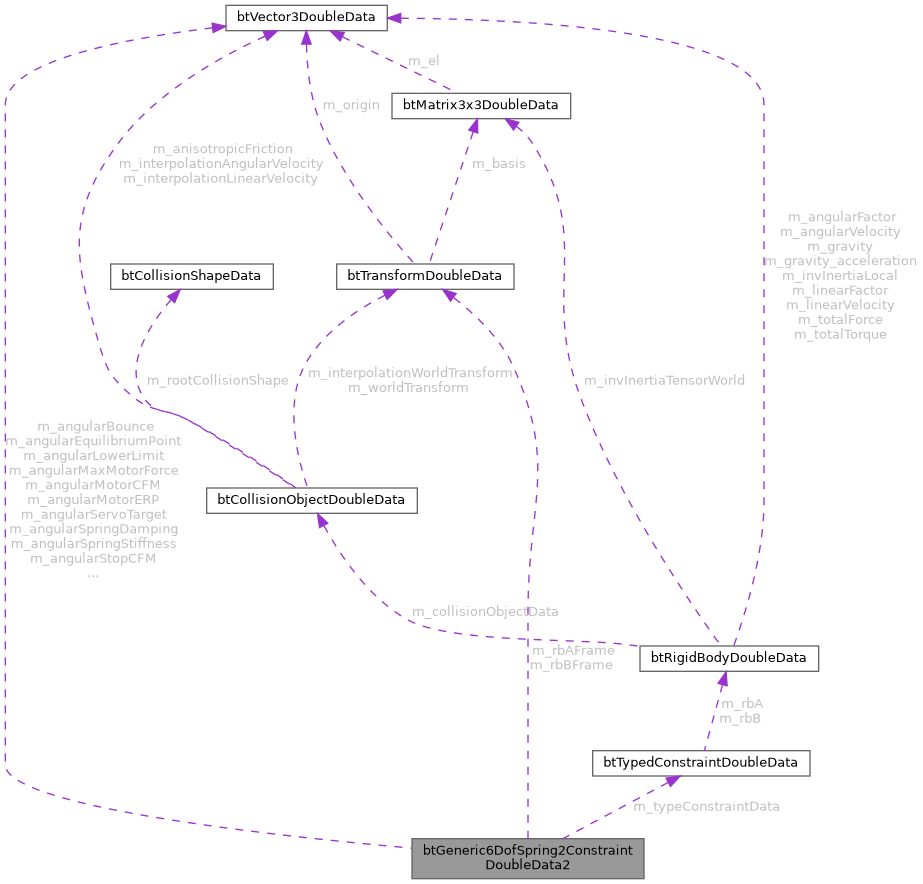 btVector3DoubleData
m_el
btMatrix3x3DoubleData
m_origin
m_anisotropicFriction
m_interpolationAngularVelocity
m_interpolationLinearVelocity
m_basis
m_angularFactor
m_angularVelocity
m_gravity
m_gravity_acceleration
m_invInertiaLocal
m_linearFactor
m_linearVelocity
m_totalForce
m_totalTorque
btCollisionShapeData
btTransformDoubleData
m_rootCollisionShape
m_interpolationWorldTransform
m_worldTransform
m_invInertiaTensorWorld
m_angularBounce
m_angularEquilibriumPoint
m_angularLowerLimit
m_angularMaxMotorForce
m_angularMotorCFM
m_angularMotorERP
m_angularServoTarget
m_angularSpringDamping
m_angularSpringStiffness
m_angularStopCFM
...
btCollisionObjectDoubleData
m_collisionObjectData
m_rbAFrame
m_rbBFrame
btRigidBodyDoubleData
m_rbA
m_rbB
btTypedConstraintDoubleData
m_typeConstraintData
btGeneric6DofSpring2Constraint
DoubleData2